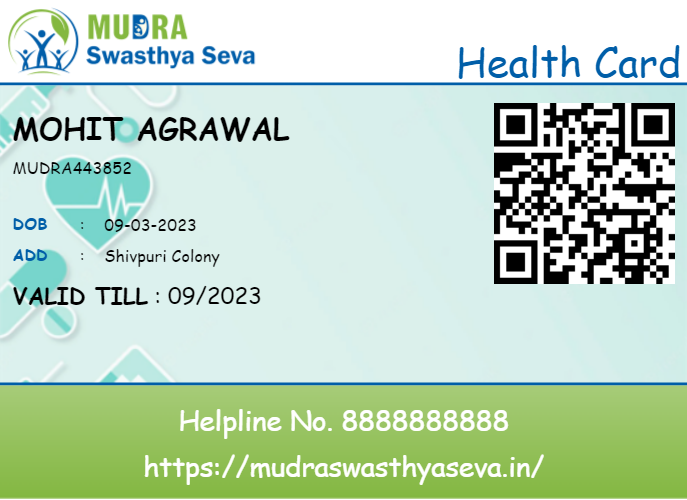 MUDRA
Swasthya Seva
Health Card
MOHIT AGRAWAL
MUDRA443852
DOB : 09-03-2023
ADD : Shivpuri Colony
VALID TILL : 09/2023
Helpline No. 8888888888
https://mudraswasthyaseva.in/